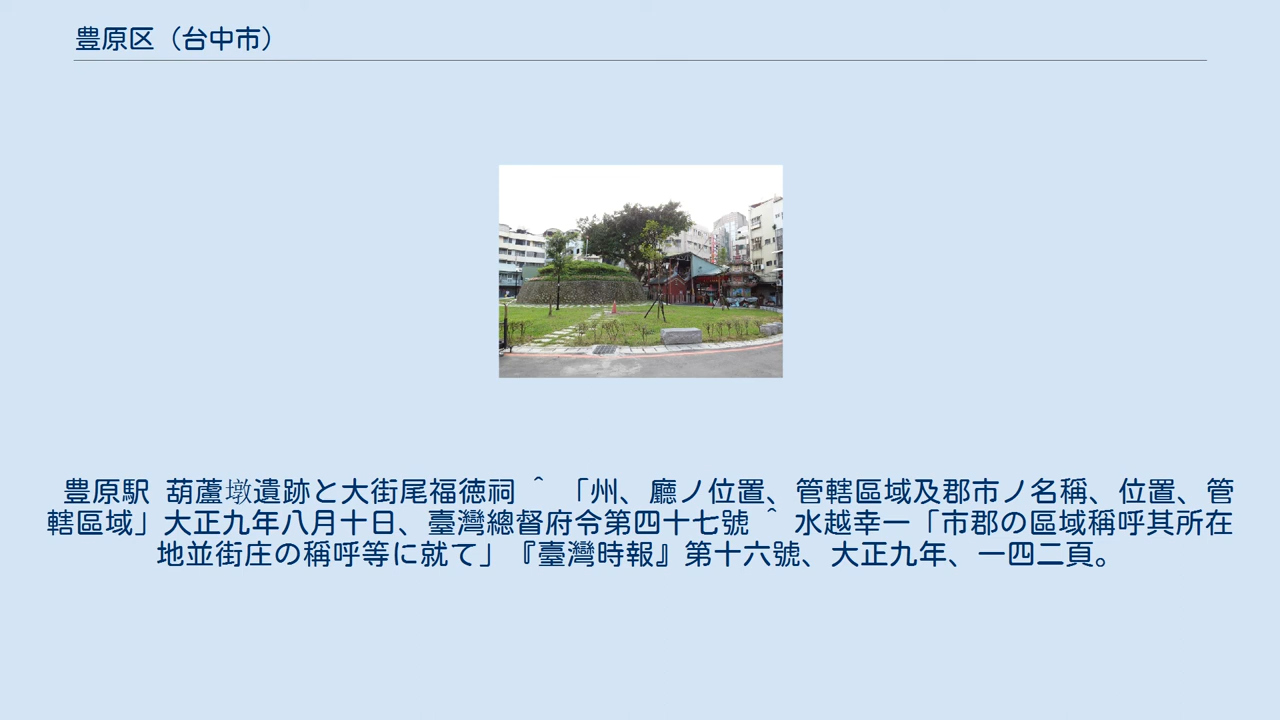 豊原区（台中市）
豊原駅 葫蘆墩遺跡と大街尾福徳祠 ^ 「州、廳ノ位置、管轄區域及郡市ノ名稱、位置、管
轄區域」大正九年八月十日、臺灣總督府令第四十七號 ^ 水越幸一「市郡の區域稱呼其所在
地並街庄の稱呼等に就て」『臺灣時報』第十六號、大正九年、一四二頁。